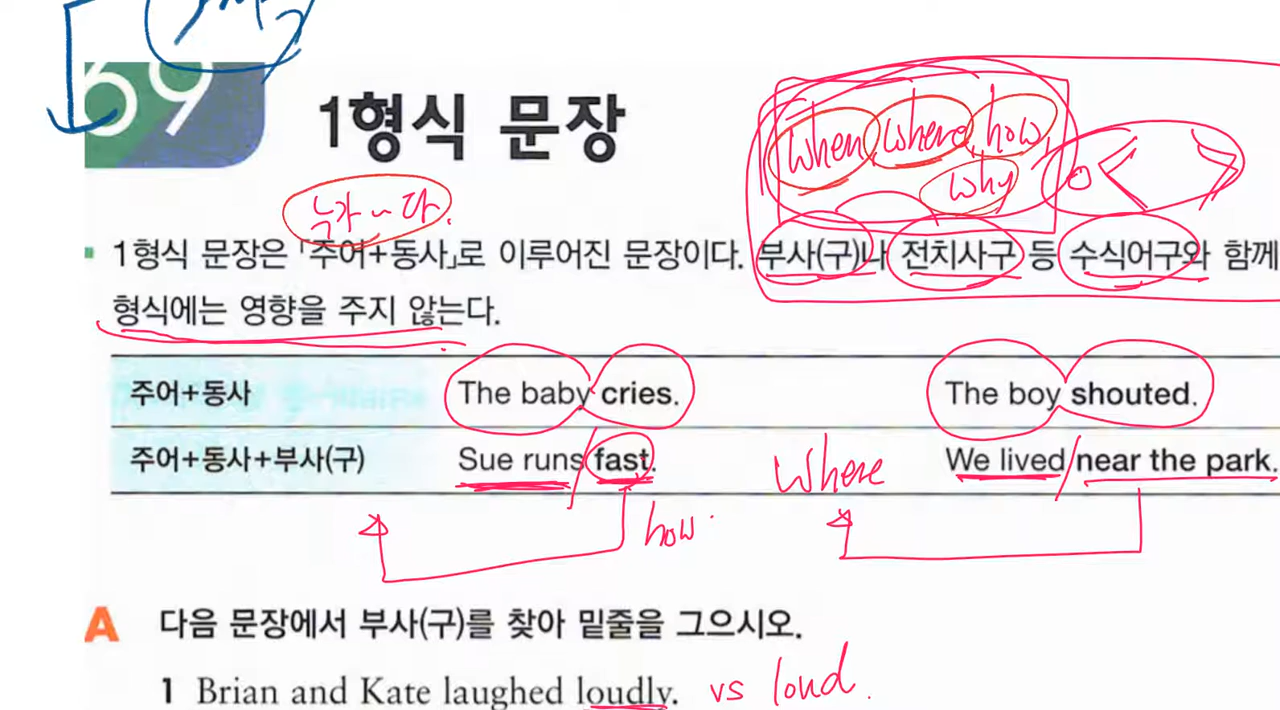 69
1형식 문장
when where how
why
누가~다.
1형식 문장은 「주어+동사」로 이루어진 문장이다. 부사(구)나 전치사구 등 수식어구와 함께
형식에는 영향을 주지 않는다.
주어+동사 The baby cries. The boy shouted.
주어+동사+부사(구) Sue runs fast. Where We lived near the park.
how
A 다음 문장에서 부사(구)를 찾아 밑줄을 그으시오.
1 Brian and Kate laughed loudly. vs loud.